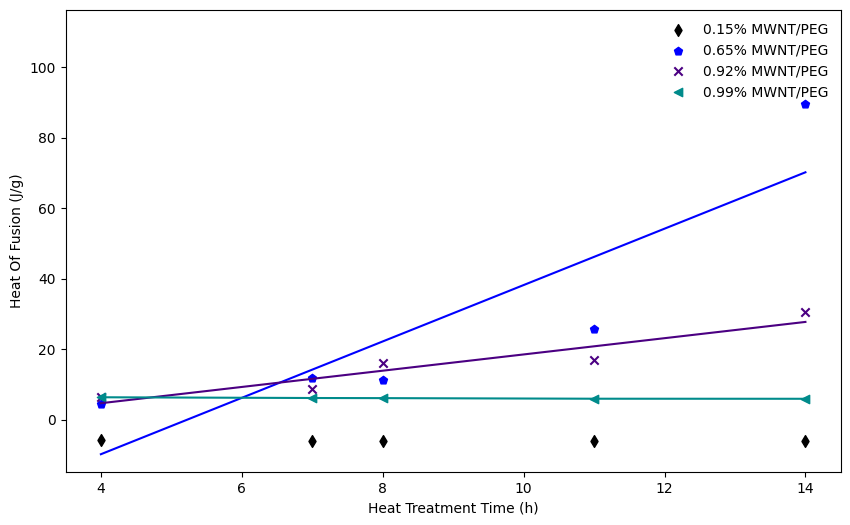 0.15% MWNT/PEG
0.65% MWNT/PEG
0.92% MWNT/PEG
0.99% MWNT/PEG
100
80
60
40
20
0
Heat Of Fusion (J/g)
4 6 8 10 12 14
Heat Treatment Time (h)